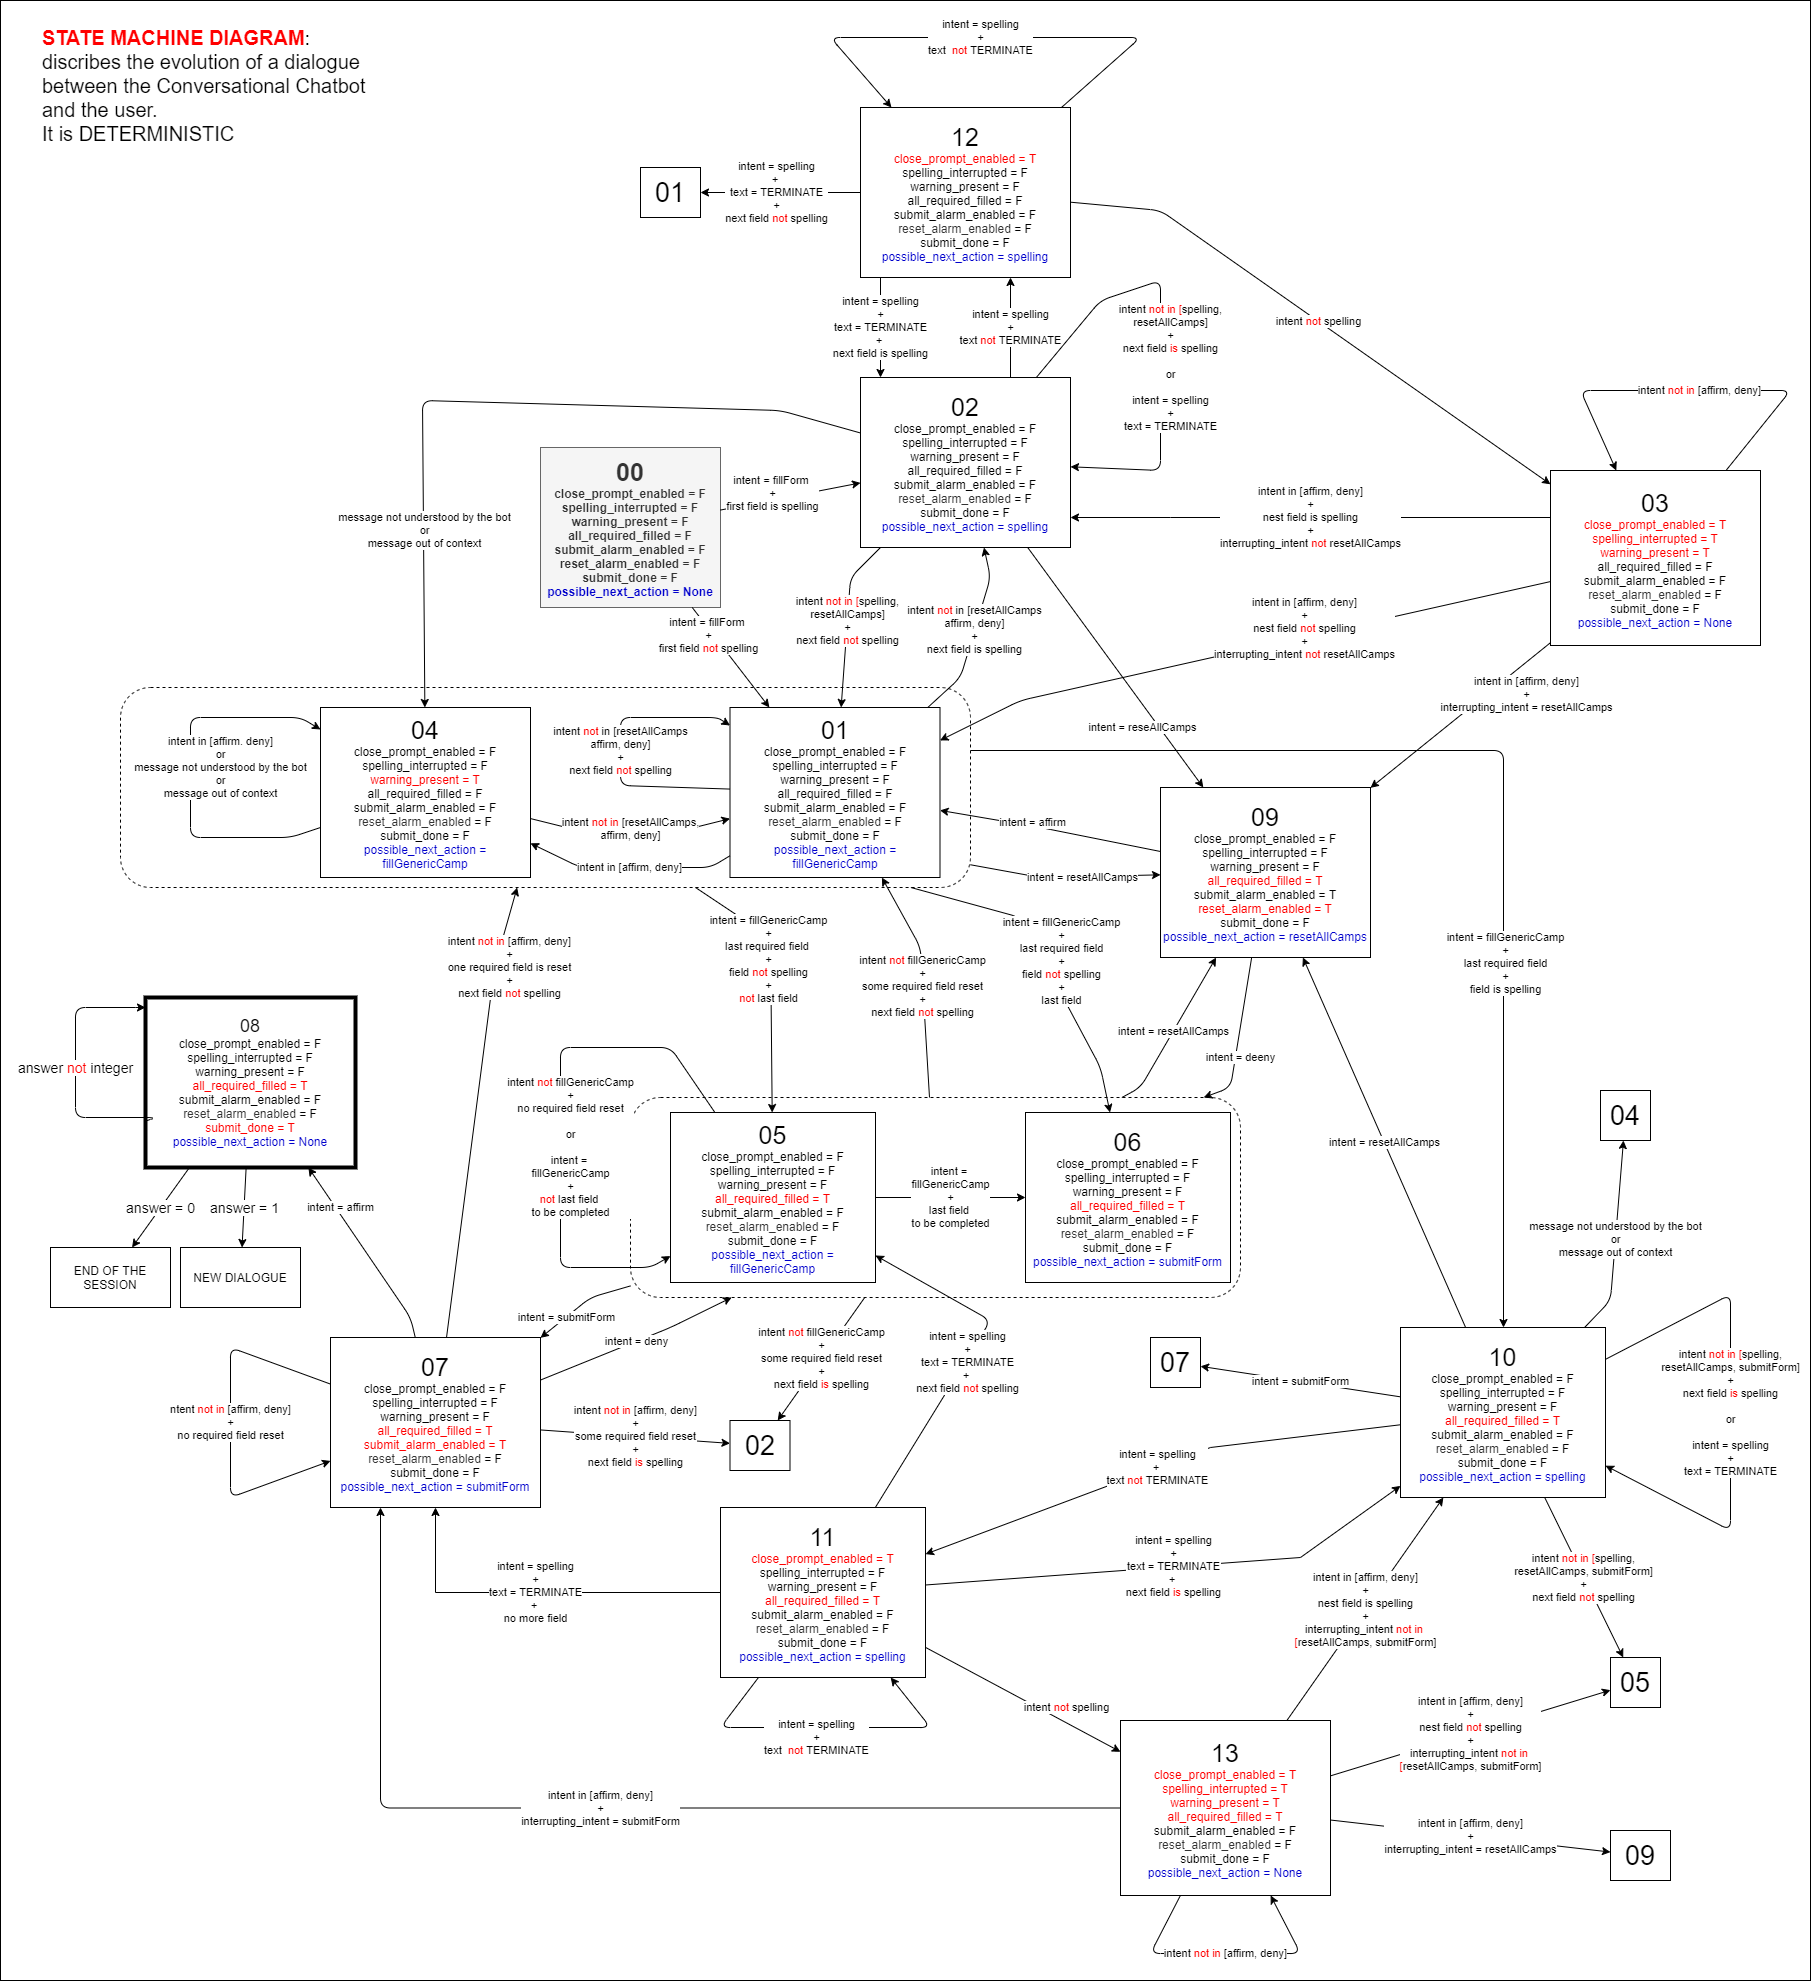 STATE MACHINE DIAGRAM:
discribes the evolution of a dialogue
between the Conversational Chatbot
and the user.
It is DETERMINISTIC
intent = spelling
+
text not TERMINATE
12
close_prompt_enabled = T
spelling_interrupted = F
warning_present = F
all_required_filled = F
submit_alarm_enabled = F
reset_alarm_enabled = F
submit_done = F
possible_next_action = spelling
01
intent = spelling
+
text = TERMINATE
+
next field not spelling
intent = spelling
+
text = TERMINATE
+
next field is spelling
intent = spelling
+
text not TERMINATE
intent not in [spelling,
resetAllCamps]
+
next field is spelling
or
intent = spelling
+
text = TERMINATE
intent not spelling
intent not in [affirm, deny]
02
close_prompt_enabled = F
spelling_interrupted = F
warning_present = F
all_required_filled = F
submit_alarm_enabled = F
reset_alarm_enabled = F
submit_done = F
possible_next_action = spelling
00
close_prompt_enabled = F
spelling_interrupted = F
warning_present = F
all_required_filled = F
submit_alarm_enabled = F
reset_alarm_enabled = F
submit_done = F
possible_next_action = None
intent = fillForm
+
first field is spelling
message not understood by the bot
or
message out of context
intent in [affirm, deny]
+
nest field is spelling
+
interrupting_intent not resetAllCamps
03
close_prompt_enabled = T
spelling_interrupted = T
warning_present = T
all_required_filled = F
submit_alarm_enabled = F
reset_alarm_enabled = F
submit_done = F
possible_next_action = None
intent = fillForm
+
first field not spelling
intent not in [spelling,
resetAllCamps]
+
next field not spelling
intent not in [resetAllCamps
affirm, deny]
+
next field is spelling
intent in [affirm, deny]
+
nest field not spelling
+
interrupting_intent not resetAllCamps
intent in [affirm, deny]
+
interrupting_intent = resetAllCamps
intent = reseAllCamps
intent in [affirm. deny]
or
message not understood by the bot
or
message out of context
04
close_prompt_enabled = F
spelling_interrupted = F
warning_present = T
all_required_filled = F
submit_alarm_enabled = F
reset_alarm_enabled = F
submit_done = F
possible_next_action =
fillGenericCamp
intent not in [resetAllCamps
affirm, deny]
+
next field not spelling
intent not in [resetAllCamps,
affirm, deny]
intent in [affirm, deny]
01
close_prompt_enabled = F
spelling_interrupted = F
warning_present = F
all_required_filled = F
submit_alarm_enabled = F
reset_alarm_enabled = F
submit_done = F
possible_next_action =
fillGenericCamp
intent = affirm
intent = resetAllCamps
09
close_prompt_enabled = F
spelling_interrupted = F
warning_present = F
all_required_filled = T
submit_alarm_enabled = T
reset_alarm_enabled = T
submit_done = F
possible_next_action = resetAllCamps
intent not in [affirm, deny]
+
one required field is reset
+
next field not spelling
intent = fillGenericCamp
+
last required field
+
field not spelling
+
not last field
intent not fillGenericCamp
+
some required field reset
+
next field not spelling
intent = fillGenericCamp
+
last required field
+
field not spelling
+
last field
intent = fillGenericCamp
+
last required field
+
field is spelling
intent = resetAllCamps
intent = deeny
intent = resetAllCamps
answer not integer
08
close_prompt_enabled = F
spelling_interrupted = F
warning_present = F
all_required_filled = T
submit_alarm_enabled = F
reset_alarm_enabled = F
submit_done = T
possible_next_action = None
answer = 0
answer = 1
intent = affirm
END OF THE
SESSION
NEW DIALOGUE
intent not fillGenericCamp
+
no required field reset
or
intent =
fillGenericCamp
+
not last field
to be completed
05
close_prompt_enabled = F
spelling_interrupted = F
warning_present = F
all_required_filled = T
submit_alarm_enabled = F
reset_alarm_enabled = F
submit_done = F
possible_next_action =
fillGenericCamp
intent =
fillGenericCamp
+
last field
to be completed
06
close_prompt_enabled = F
spelling_interrupted = F
warning_present = F
all_required_filled = T
submit_alarm_enabled = F
reset_alarm_enabled = F
submit_done = F
possible_next_action = submitForm
04
message not understood by the bot
or
message out of context
intent = submitForm
intent = deny
intent not fillGenericCamp
+
some required field reset
+
next field is spelling
intent = spelling
+
text = TERMINATE
+
next field not spelling
07
intent = submitForm
10
close_prompt_enabled = F
spelling_interrupted = F
warning_present = F
all_required_filled = T
submit_alarm_enabled = F
reset_alarm_enabled = F
submit_done = F
possible_next_action = spelling
intent not in [spelling,
resetAllCamps, submitForm]
+
next field is spelling
or
intent = spelling
+
text = TERMINATE
ntent not in [affirm, deny]
+
no required field reset
07
close_prompt_enabled = F
spelling_interrupted = F
warning_present = F
all_required_filled = T
submit_alarm_enabled = T
reset_alarm_enabled = F
submit_done = F
possible_next_action = submitForm
intent not in [affirm, deny]
+
some required field reset
+
next field is spelling
02
intent = spelling
+
text not TERMINATE
intent = spelling
+
text = TERMINATE
+
no more field
11
close_prompt_enabled = T
spelling_interrupted = F
warning_present = F
all_required_filled = T
submit_alarm_enabled = F
reset_alarm_enabled = F
submit_done = F
possible_next_action = spelling
intent = spelling
+
text = TERMINATE
+
next field is spelling
intent in [affirm, deny]
+
nest field is spelling
+
interrupting_intent not in
[resetAllCamps, submitForm]
intent not in [spelling,
resetAllCamps, submitForm]
+
next field not spelling
05
intent = spelling
+
text not TERMINATE
intent not spelling
13
close_prompt_enabled = T
spelling_interrupted = T
warning_present = T
all_required_filled = T
submit_alarm_enabled = F
reset_alarm_enabled = F
submit_done = F
possible_next_action = None
intent in [affirm, deny]
+
nest field not spelling
+
interrupting_intent not in
[resetAllCamps, submitForm]
intent in [affirm, deny]
+
interrupting_intent = submitForm
intent in [affirm, deny]
+
interrupting_intent = resetAllCamps
09
intent not in [affirm, deny]